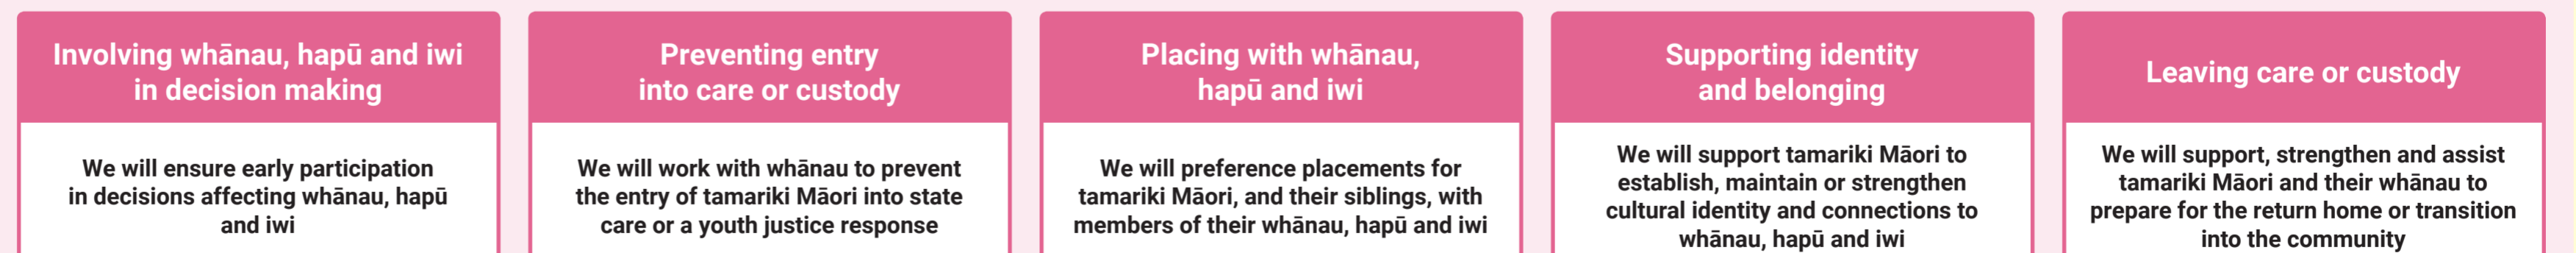 Involving whānau, hapū and iwi
in decision making
We will ensure early participation
in decisions affecting whānau, hapū
and iwi
Preventing entry
into care or custody
We will work with whānau to prevent
the entry of tamariki Māori into state
care or a youth justice response
Placing with whānau,
hapū and iwi
We will preference placements for
tamariki Māori, and their siblings, with
members of their whānau, hapū and iwi
Supporting identity
and belonging
We will support tamariki Māori to
establish, maintain or strengthen
cultural identity and connections to
whānau, hapū and iwi
Leaving care or custody
We will support, strengthen and assist
tamariki Māori and their whānau to
prepare for the return home or transition
into the community